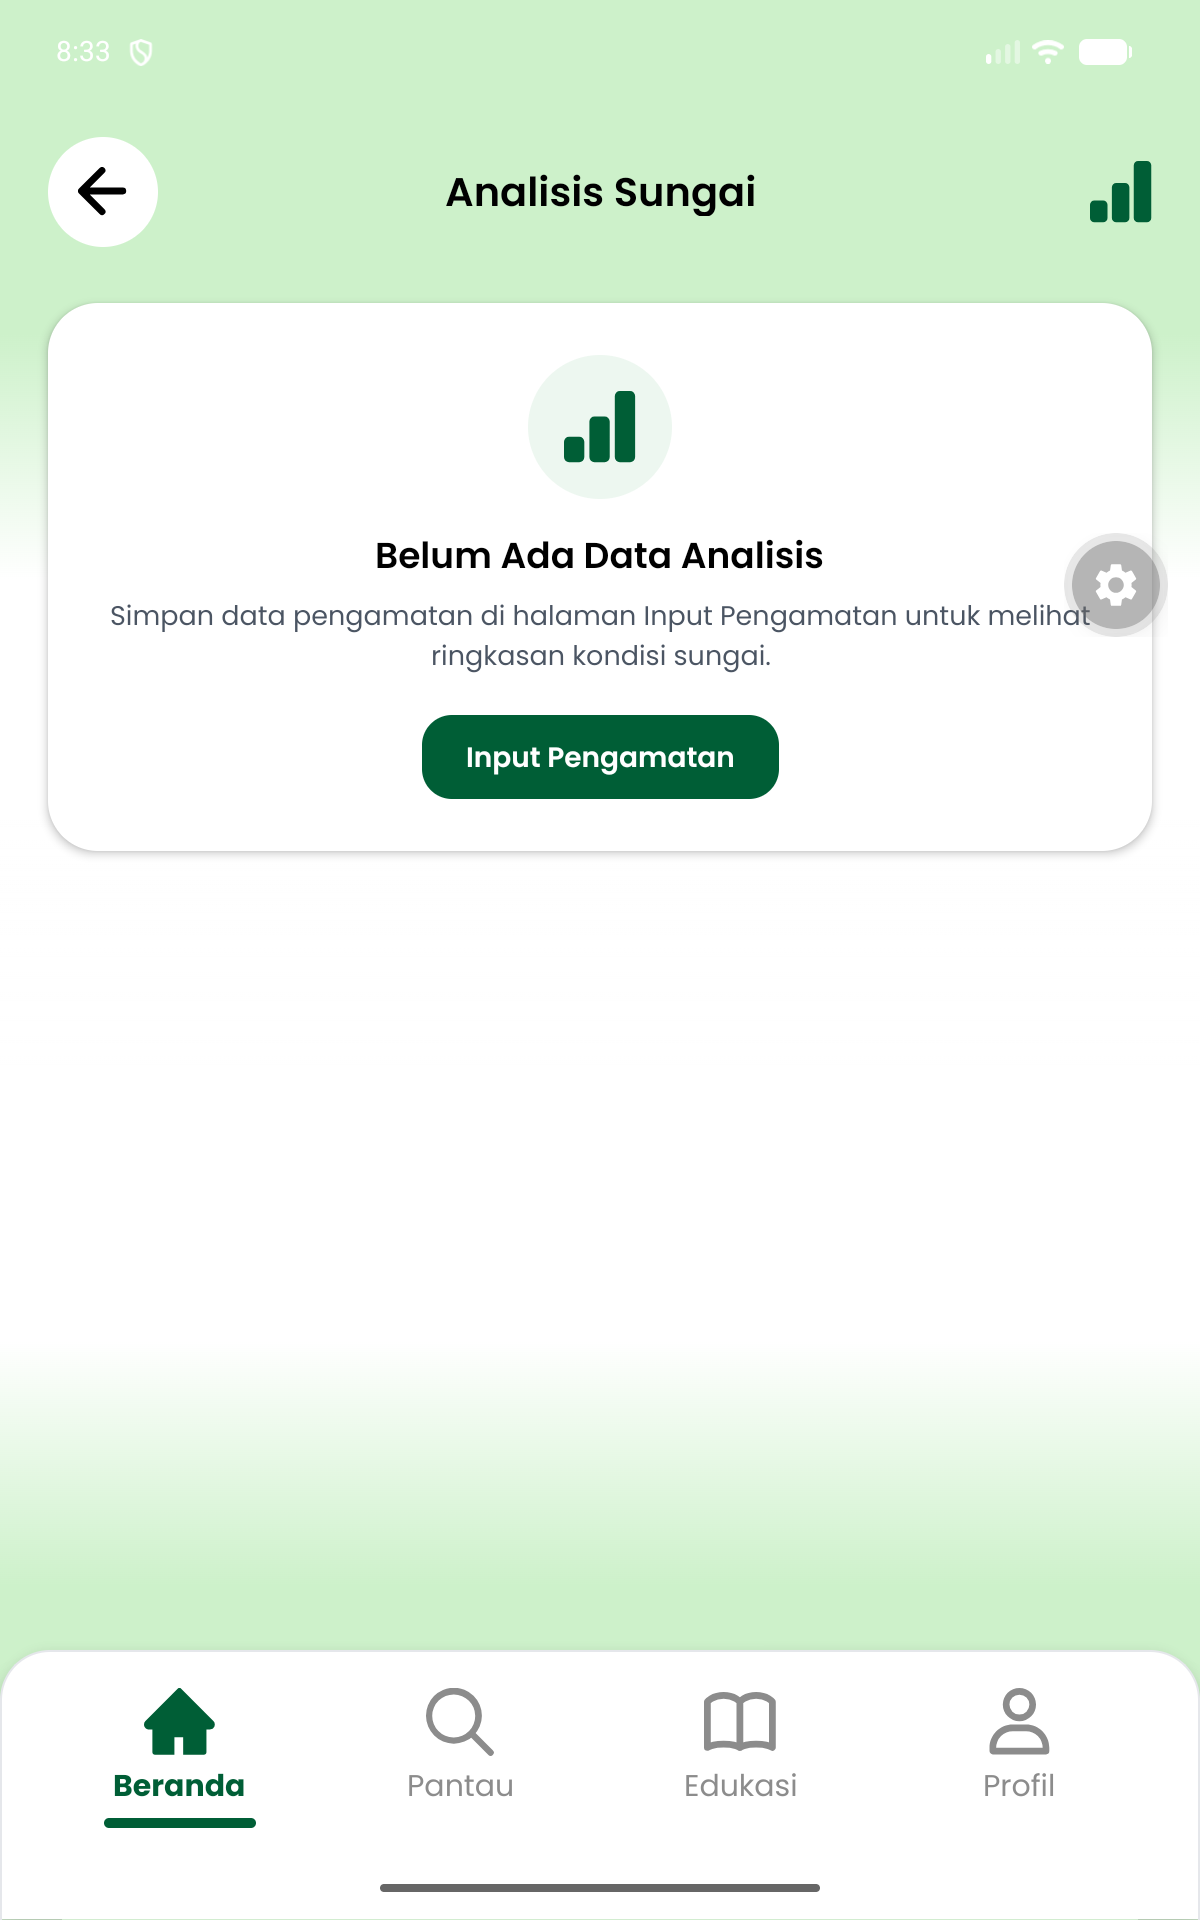 8:33
Analisis Sungai
Belum Ada Data Analisis
Simpan data pengamatan di halaman Input Pengamatan untuk melihat
ringkasan kondisi sungai.
Input Pengamatan
Beranda
Pantau
Edukasi
Profil